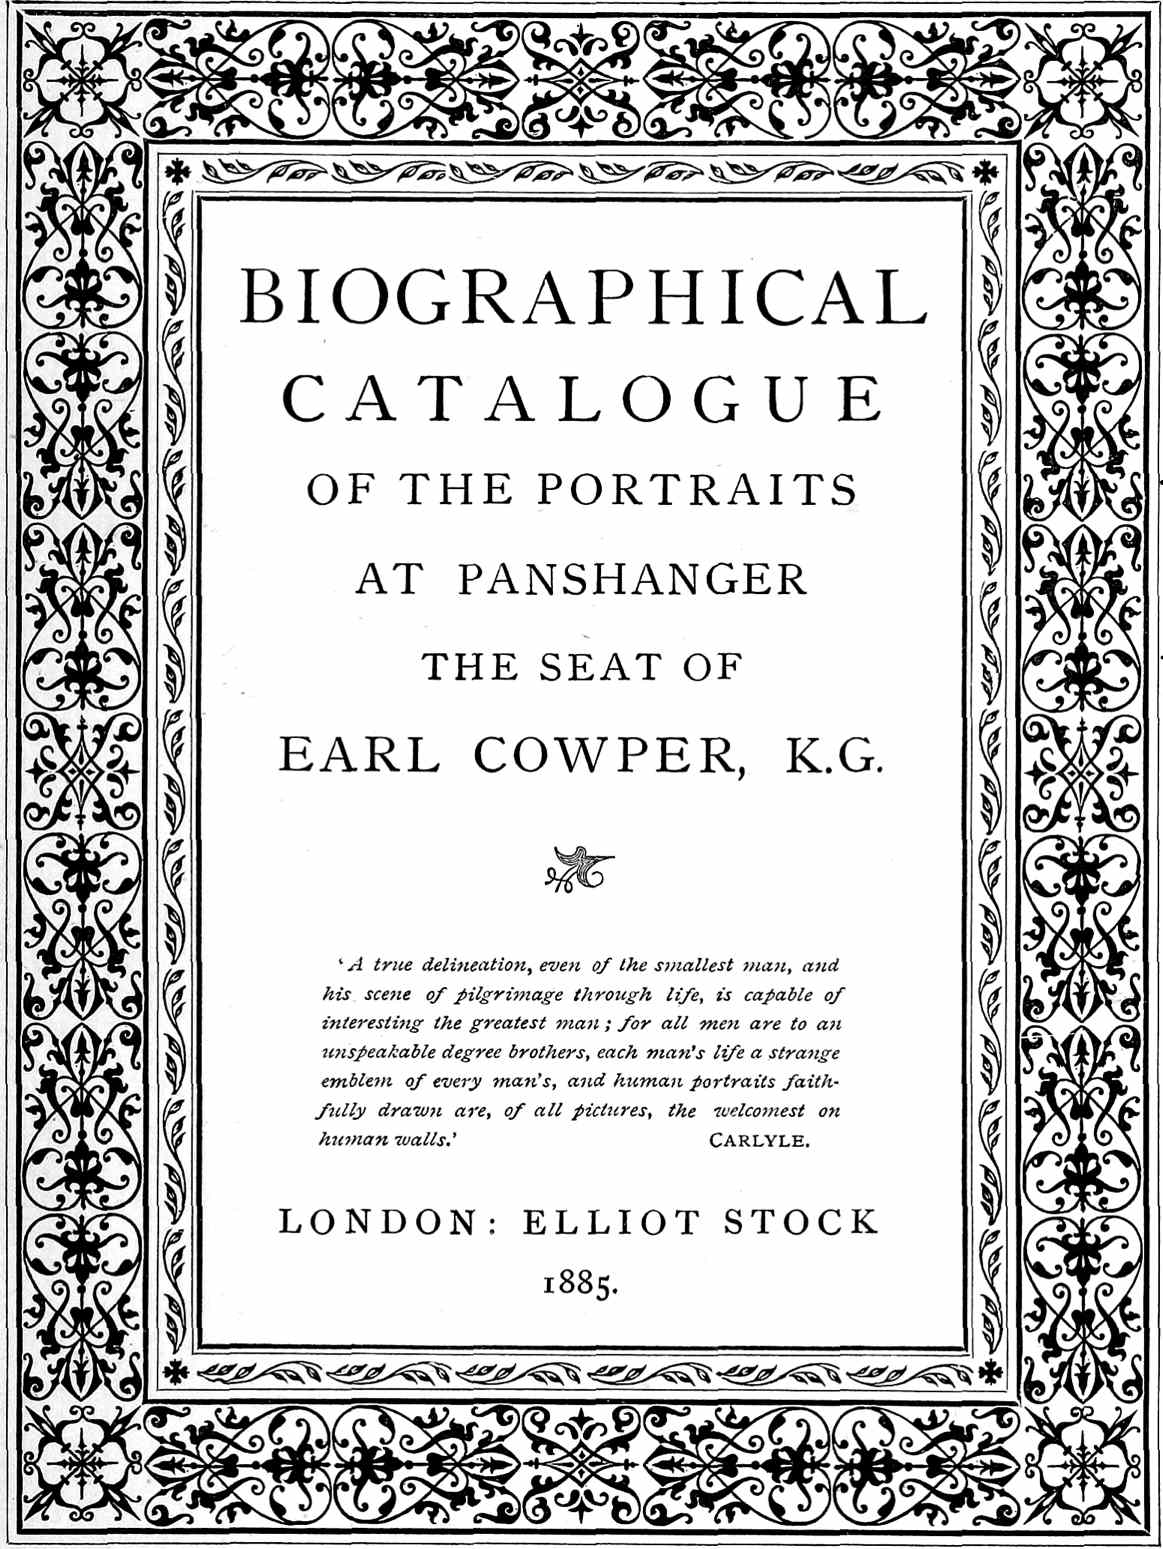 BIOGRAPHICAL
CATALOGUE
OF THE PORTRAITS
AT PANSHANGER
THE SEAT OF
EARL COWPER, K.G.
‘A true delineation, even of the smallest man, and
his scene of pilgrimage through life, is capable of
interesting the greatest man; for all men are to an
unspeakable degree brothers, each man's life a strange
emblem of every man's, and human portraits faith-
fully drawn are, of all pictures, the welcomest on
human walls.’ CARLYLE.
LONDON: ELLIOT STOCK
1885.